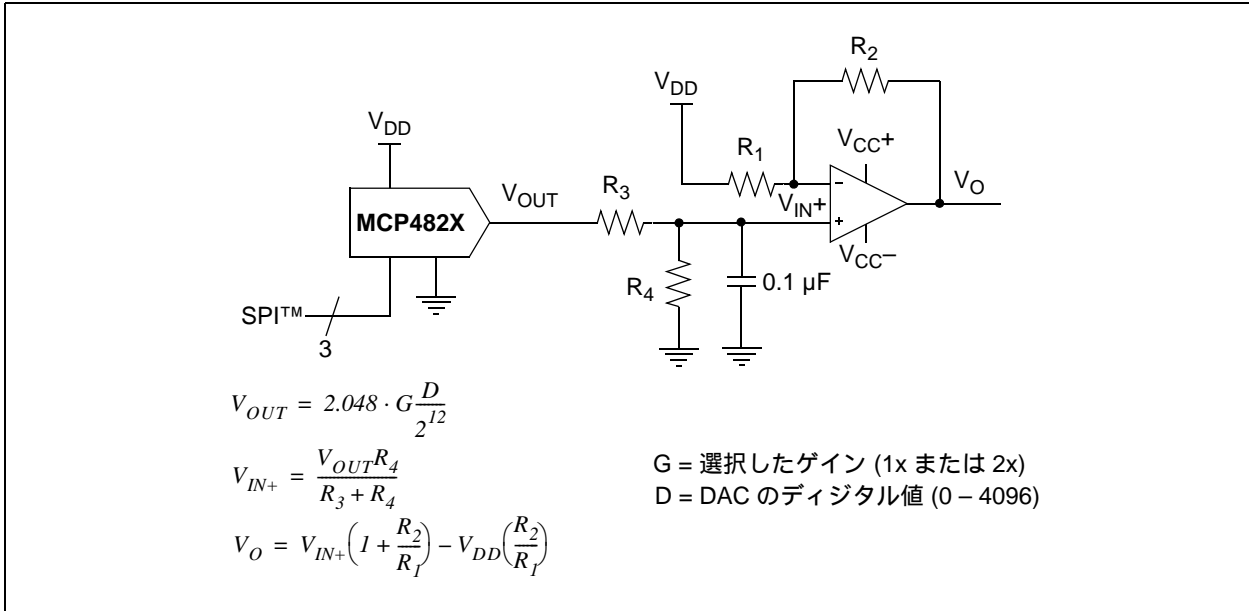 R2
VDD
VDD
R1
VCC+
VO
VOUT
R3
VIN+
MCP482X
-
+
VCC–
R4
0.1 µF
SPI™
3
VOUT = 2.048 · G D/2^12
VIN+ = VOUTR4/(R3 + R4)
VO = VIN+(1 + R2/R1) – VDD(R2/R1)
G = 選択したゲイン (1x または 2x)
D = DAC のディジタル値 (0 – 4096)